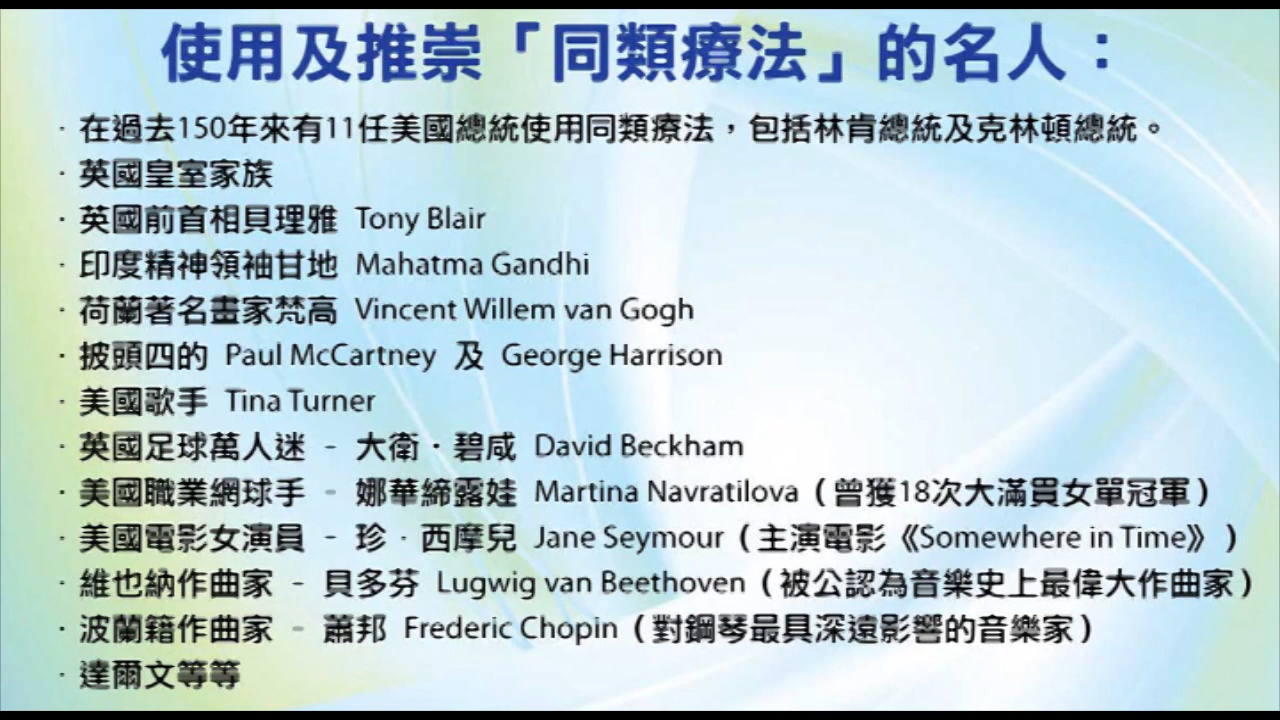 使用及推崇「同類療法」的名人：
· 在過去150年來有11任美國總統使用同類療法，包括林肯總統及克林頓總統。
· 英國皇室家族
· 英國前首相貝理雅 Tony Blair
· 印度精神領袖甘地 Mahatma Gandhi
· 荷蘭著名畫家梵高 Vincent Willem van Gogh
· 披頭四的 Paul McCartney 及 George Harrison
· 美國歌手 Tina Turner
· 英國足球萬人迷 – 大衛·碧咸 David Beckham
· 美國職業網球手 – 娜華締露娃 Martina Navratilova（曾獲18次大滿買女單冠軍）
· 美國電影女演員 – 珍·西摩兒 Jane Seymour（主演電影《Somewhere in Time》）
· 維也納作曲家 – 貝多芬 Lugwig van Beethoven（被公認為音樂史上最偉大作曲家）
· 波蘭籍作曲家 – 蕭邦 Frederic Chopin（對鋼琴最具深遠影響的音樂家）
· 達爾文等等